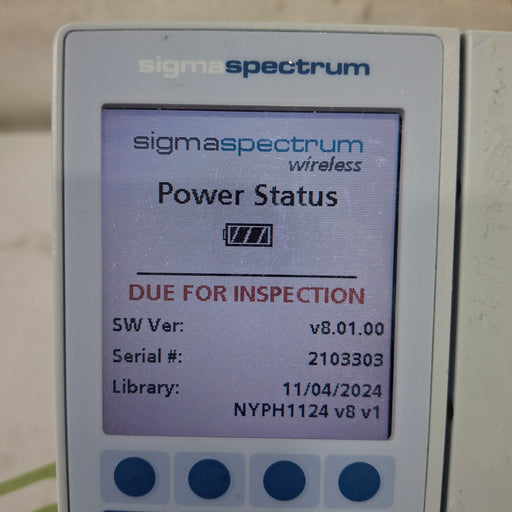 sigmaspectrum
sigmaspectrum
wireless
Power Status
DUE FOR INSPECTION
SW Ver: v8.01.00
Serial #: 2103303
Library: 11/04/2024
NYPH1124 v8 v1